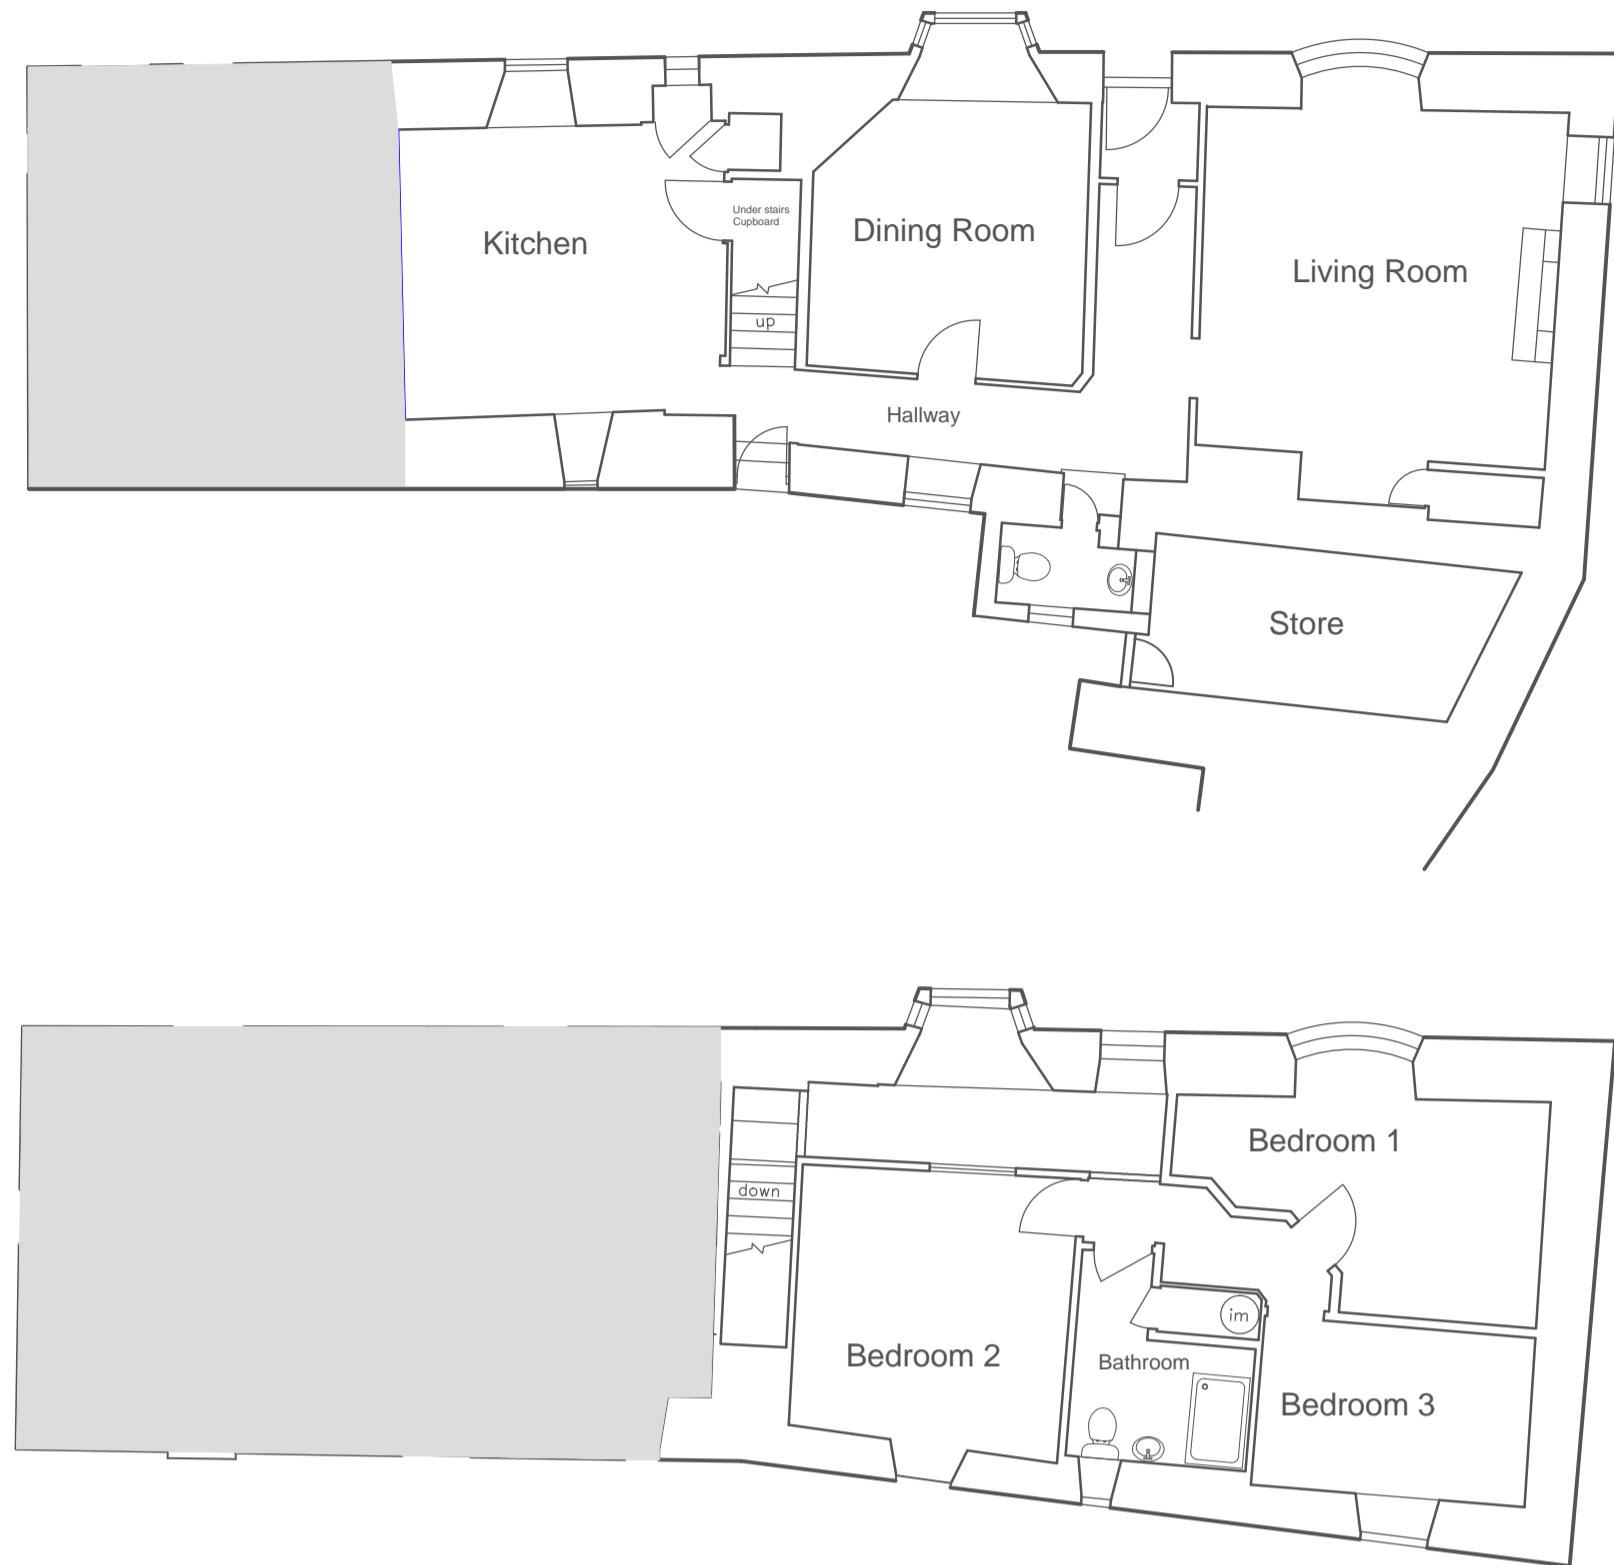 Under stairs
Cupboard
Kitchen
Dining Room
Living Room
up
Hallway
Store
Bedroom 1
down
im
Bedroom 2
Bathroom
Bedroom 3